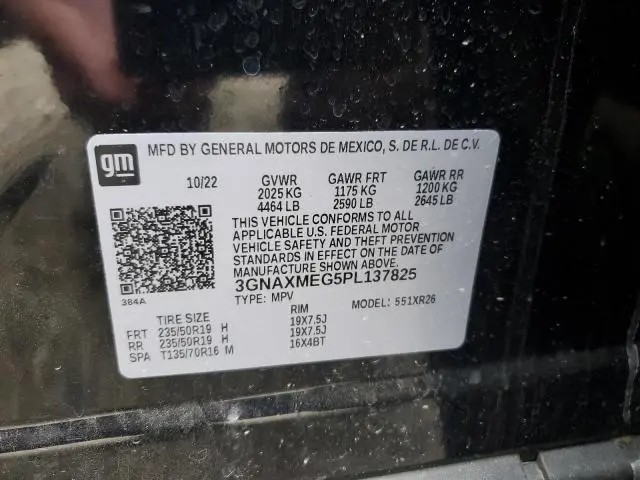 gm
MFD BY GENERAL MOTORS DE MEXICO, S. DE R.L. DE C.V.
10/22 GVWR GAWR FRT GAWR RR
2025 KG 1175 KG 1200 KG
4464 LB 2590 LB 2645 LB
THIS VEHICLE CONFORMS TO ALL
APPLICABLE U.S. FEDERAL MOTOR
VEHICLE SAFETY AND THEFT PREVENTION
STANDARDS IN EFFECT ON THE DATE OF
MANUFACTURE SHOWN ABOVE.
3GNAXMEG5PL137825
384A
TYPE: MPV MODEL: 551XR26
TIRE SIZE RIM
FRT 235/50R19 H 19X7.5J
RR 235/50R19 H 19X7.5J
SPA T135/70R16 M 16X4BT